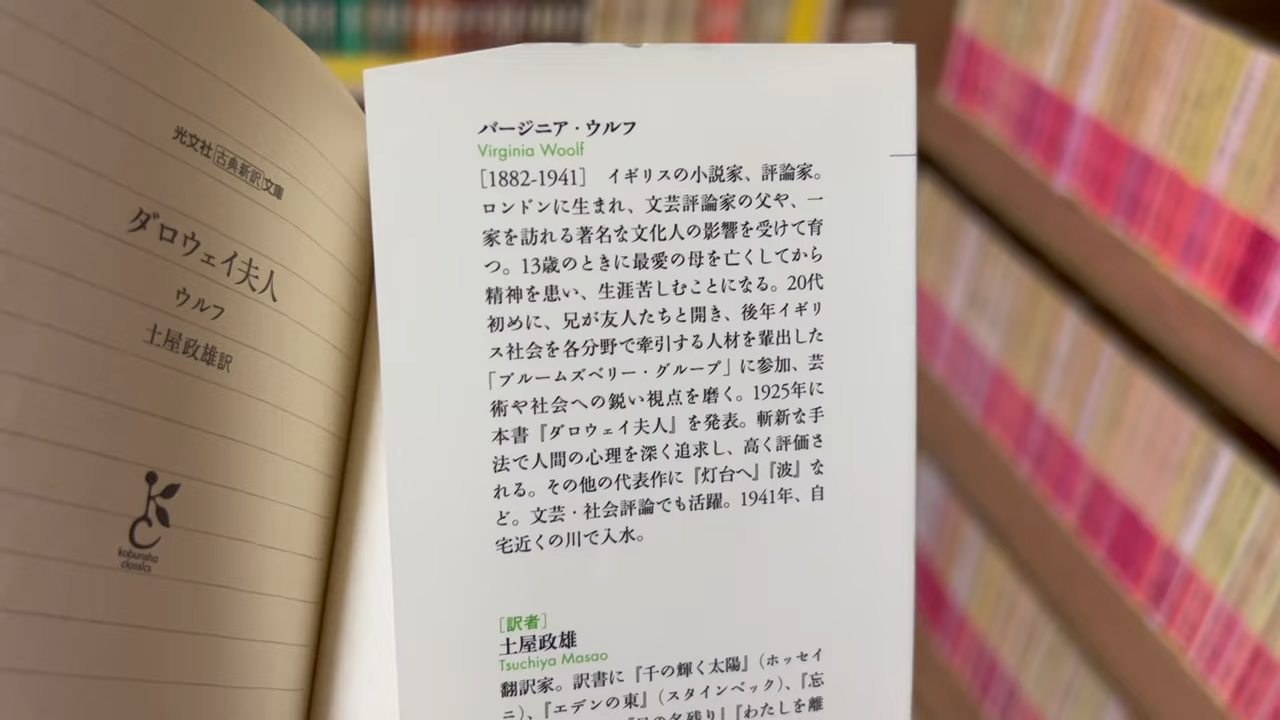 光文社古典新訳文庫
ダロウェイ夫人
ウルフ
土屋政雄訳
kobunsha
classics
バージニア・ウルフ
Virginia Woolf
[1882-1941] イギリスの小説家、評論家。
ロンドンに生まれ、文芸評論家の父や、一
家を訪れる著名な文化人の影響を受けて育
つ。13歳のときに最愛の母を亡くしてから
精神を患い、生涯苦しむことになる。20代
初めに、兄が友人たちと開き、後年イギリ
ス社会を各分野で牽引する人材を輩出した
「ブルームズベリー・グループ」に参加、芸
術や社会への鋭い視点を磨く。1925年に
本書『ダロウェイ夫人』を発表。斬新な手
法で人間の心理を深く追求し、高く評価さ
れる。その他の代表作に『灯台へ』『波』な
ど。文芸・社会評論でも活躍。1941年、自
宅近くの川で入水。
[訳者]
土屋政雄
Tsuchiya Masao
翻訳家。訳書に『千の輝く太陽』（ホッセイ
ニ）、『エデンの東』（スタインベック）、『忘
の名残り』『わたしを離